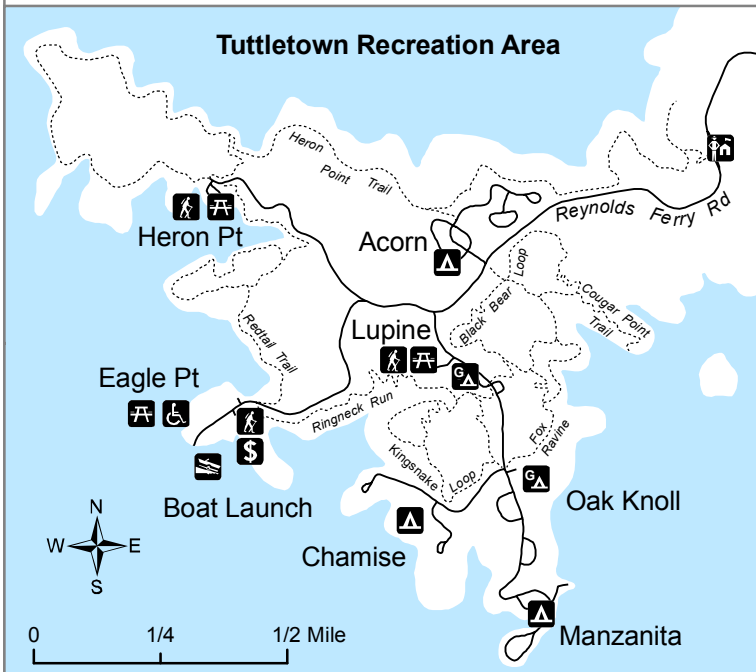 Tuttletown Recreation Area
Heron
Point
Trail
Reynolds Ferry Rd
Heron Pt
Acorn
Black Bear Loop
Cougar Point
Trail
Redtail Trail
Lupine
G
Eagle Pt
Ringneck Run
$
Fox
Ravine
Kingsnake Loop
G
Oak Knoll
Boat Launch
Chamise
N
W
E
S
Manzanita
0
1/4
1/2 Mile